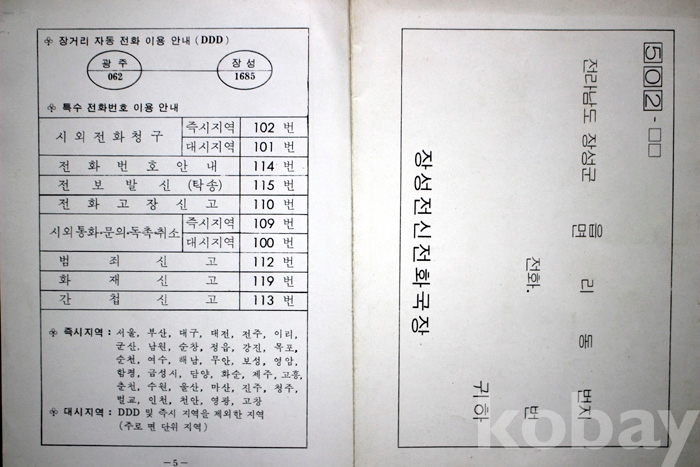 장거리 자동 전화 이용 안내 (DDD)
광주 062
장성 1685
특수 전화번호 이용 안내
시외전화청구 즉시지역 102 번
대시지역 101 번
전화번호안내 114 번
전보발신 (탁송) 115 번
전화고장신고 110 번
시외통화·문의·독촉·취소 즉시지역 109 번
대시지역 100 번
범죄신고 112 번
화재신고 119 번
간첩신고 113 번
즉시지역 : 서울, 부산, 대구, 대전, 전주, 이리,
군산, 남원, 순창, 정읍, 강진, 목포,
순천, 여수, 해남, 무안, 보성, 영암,
함평, 금성시, 담양, 화순, 제주, 고흥,
춘천, 수원, 울산, 마산, 진주, 청주,
벌교, 인천, 천안, 영광, 고창
대시지역 : DDD 및 즉시 지역을 제외한 지역
(주로 면 단위 지역)
— 5 —
502-□□
전라남도 장성군 읍면 리 동 번지
전화. 번
장성전신전화국장
귀하
kobay